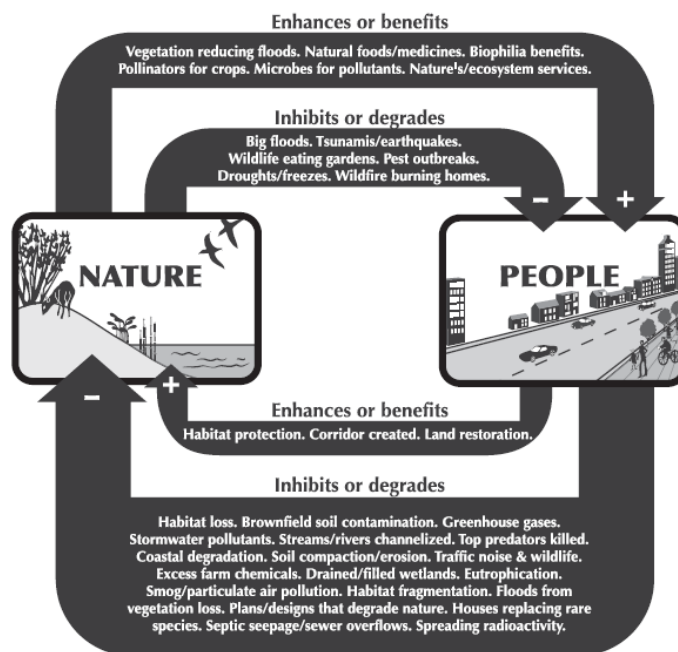 Enhances or benefits
Vegetation reducing floods. Natural foods/medicines. Biophilia benefits.
Pollinators for crops. Microbes for pollutants. Nature's/ecosystem services.
Inhibits or degrades
Big floods. Tsunamis/earthquakes.
Wildlife eating gardens. Pest outbreaks.
Droughts/freezes. Wildfire burning homes.
– +
NATURE
PEOPLE
– +
Enhances or benefits
Habitat protection. Corridor created. Land restoration.
Inhibits or degrades
Habitat loss. Brownfield soil contamination. Greenhouse gases.
Stormwater pollutants. Streams/rivers channelized. Top predators killed.
Coastal degradation. Soil compaction/erosion. Traffic noise & wildlife.
Excess farm chemicals. Drained/filled wetlands. Eutrophication.
Smog/particulate air pollution. Habitat fragmentation. Floods from
vegetation loss. Plans/designs that degrade nature. Houses replacing rare
species. Septic seepage/sewer overflows. Spreading radioactivity.